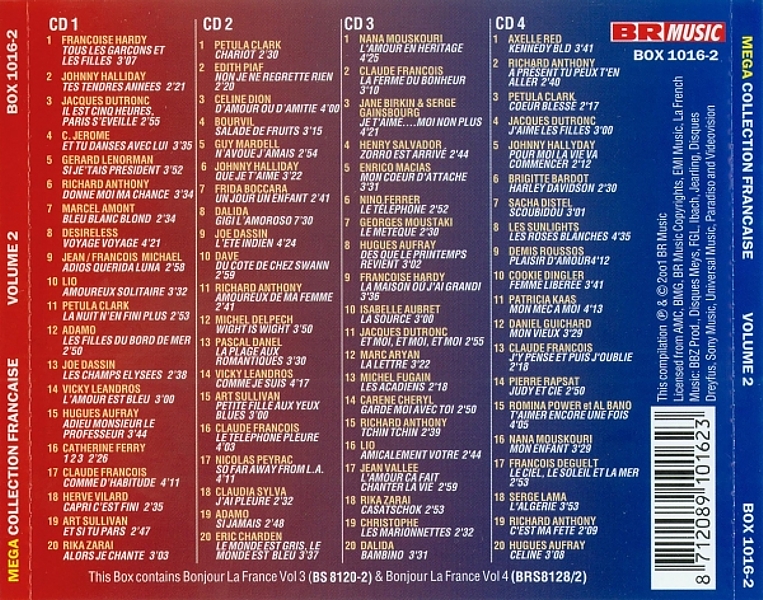 BOX 1016-2
VOLUME 2
MEGA COLLECTION FRANCAISE
CD 1
1 FRANCOISE HARDY
TOUS LES GARCONS ET
LES FILLES 3'07
2 JOHNNY HALLIDAY
TES TENDRES ANNEES 2'21
3 JACQUES DUTRONC
IL EST CINQ HEURES,
PARIS S'EVEILLE 2'55
4 C. JEROME
ET TU DANSES AVEC LUI 3'35
5 GERARD LENORMAN
SI JE'TAIS PRESIDENT 3'52
6 RICHARD ANTHONY
DONNE MOI MA CHANCE 3'34
7 MARCEL AMONT
BLEU BLANC BLOND 2'34
8 DESIRELESS
VOYAGE VOYAGE 4'21
9 JEAN / FRANCOIS MICHAEL
ADIOS QUERIDA LUNA 2'58
10 LIO
AMOUREUX SOLITAIRE 3'32
11 PETULA CLARK
LA NUIT N'EN FINI PLUS 2'53
12 ADAMO
LES FILLES DU BORD DE MER
2'50
13 JOE DASSIN
LES CHAMPS ELYSEES 2'38
14 VICKY LEANDROS
L'AMOUR EST BLEU 3'00
15 HUGUES AUFRAY
ADIEU MONSIEUR LE
PROFESSEUR 3'44
16 CATHERINE FERRY
1 2 3 2'26
17 CLAUDE FRANCOIS
COMME D'HABITUDE 4'11
18 HERVE VILARD
CAPRI C'EST FINI 2'35
19 ART SULLIVAN
ET SI TU PARS 2'47
20 RIKA ZARAI
ALORS JE CHANTE 3'03
CD 2
1 PETULA CLARK
CHARIOT 2'30
2 EDITH PIAF
NON JE NE REGRETTE RIEN
2'20
3 CELINE DION
D'AMOUR OU D'AMITIE 4'00
4 BOURVIL
SALADE DE FRUITS 3'15
5 GUY MARDELL
N'AVOUE J'AMAIS 2'54
6 JOHNNY HALLIDAY
QUE JE T'AIME 3'22
7 FRIDA BOCCARA
UN JOUR UN ENFANT 2'41
8 DALIDA
GIGI L'AMOROSO 7'30
9 JOE DASSIN
L'ETE INDIEN 4'24
10 DAVE
DU COTE DE CHEZ SWANN
2'59
11 RICHARD ANTHONY
AMOUREUX DE MA FEMME
2'41
12 MICHEL DELPECH
WIGHT IS WIGHT 3'50
13 PASCAL DANEL
LA PLAGE AUX
ROMANTIQUES 3'30
14 VICKY LEANDROS
COMME JE SUIS 4'17
15 ART SULLIVAN
PETITE FILLE AUX YEUX
BLUES 3'00
16 CLAUDE FRANCOIS
LE TELEPHONE PLEURE
4'03
17 NICOLAS PEYRAC
SO FAR AWAY FROM L.A.
4'11
18 CLAUDIA SYLVA
J'AI PLEURE 2'32
19 ADAMO
SI JAMAIS 2'48
20 ERIC CHARDEN
LE MONDE EST GRIS, LE
MONDE EST BLEU 3'37
CD 3
1 NANA MOUSKOURI
L'AMOUR EN HERITAGE
4'25
2 CLAUDE FRANCOIS
LA FERME DU BONHEUR
3'10
3 JANE BIRKIN & SERGE
GAINSBOURG
JE T'AIME.... MOI NON PLUS
4'21
4 HENRY SALVADOR
ZORRO EST ARRIVÉ 2'44
5 ENRICO MACIAS
MON COEUR D'ATTACHE
3'31
6 NINO FERRER
LE TELEPHONE 2'52
7 GEORGES MOUSTAKI
LE METEQUE 2'30
8 HUGUES AUFRAY
DES QUE LE PRINTEMPS
REVIENT 3'02
9 FRANCOISE HARDY
LA MAISON OU J'AI GRANDI
3'36
10 ISABELLE AUBRET
LA SOURCE 3'00
11 JACQUES DUTRONC
ET MOI, ET MOI, ET MOI 2'55
12 MARC ARYAN
LA LETTRE 3'22
13 MICHEL FUGAIN
LES ACADIENS 2'18
14 CARENE CHERYL
GARDE MOI AVEC TOI 2'50
15 RICHARD ANTHONY
TCHIN TCHIN 2'39
16 LIO
AMICALEMENT VOTRE 2'44
17 JEAN VALLEE
L'AMOUR CA FAIT
CHANTER LA VIE 2'59
18 RIKA ZARAI
CASATSCHOK 2'53
19 CHRISTOPHE
LES MARIONNETTES 2'32
20 DALIDA
BAMBINO 3'31
CD 4
1 AXELLE RED
KENNEDY BLD 3'41
2 RICHARD ANTHONY
A PRESENT TU PEUX T'EN
ALLER 2'40
3 PETULA CLARK
COEUR BLESSE 2'17
4 JACQUES DUTRONC
J'AIME LES FILLES 3'00
5 JOHNNY HALLYDAY
POUR MOI LA VIE VA
COMMENCER 2'12
6 BRIGITTE BARDOT
HARLEY DAVIDSON 2'30
7 SACHA DISTEL
SCOUBIDOU 3'01
8 LES SUNLIGHTS
LES ROSES BLANCHES 4'35
9 DEMIS ROUSSOS
PLAISIR D'AMOUR4'12
10 COOKIE DINGLER
FEMME LIBEREE 3'41
11 PATRICIA KAAS
MON MEC A MOI 4'13
12 DANIEL GUICHARD
MON VIEUX 3'29
13 CLAUDE FRANCOIS
J'Y PENSE ET PUIS J'OUBLIE
2'18
14 PIERRE RAPSAT
JUDY ET CIE 2'50
15 ROMINA POWER et AL BANO
T'AIMER ENCORE UNE FOIS
4'05
16 NANA MOUSKOURI
MON ENFANT 3'29
17 FRANCOIS DEGUELT
LE CIEL, LE SOLEIL ET LA MER
2'53
18 SERGE LAMA
L'ALGERIE 3'53
19 RICHARD ANTHONY
C'EST MA FETE 2'09
20 HUGUES AUFRAY
CELINE 3'08
BR MUSIC
BOX 1016-2
This compilation ℗ & © 2001 BR Music
Licensed from AMC, BMG, BR Music Copyrights, EMI Music, La French
Music: BBZ Prod., Disques Meys, FGL, Ibach, Jearling, Disques
Dreyfus, Sony Music, Universal Music, Paradiso and Videovision
8 712089 101623
This Box contains Bonjour La France Vol 3 (BS 8120-2) & Bonjour La France Vol 4 (BRS8128/2)
MEGA COLLECTION FRANCAISE
VOLUME 2
BOX 1016-2